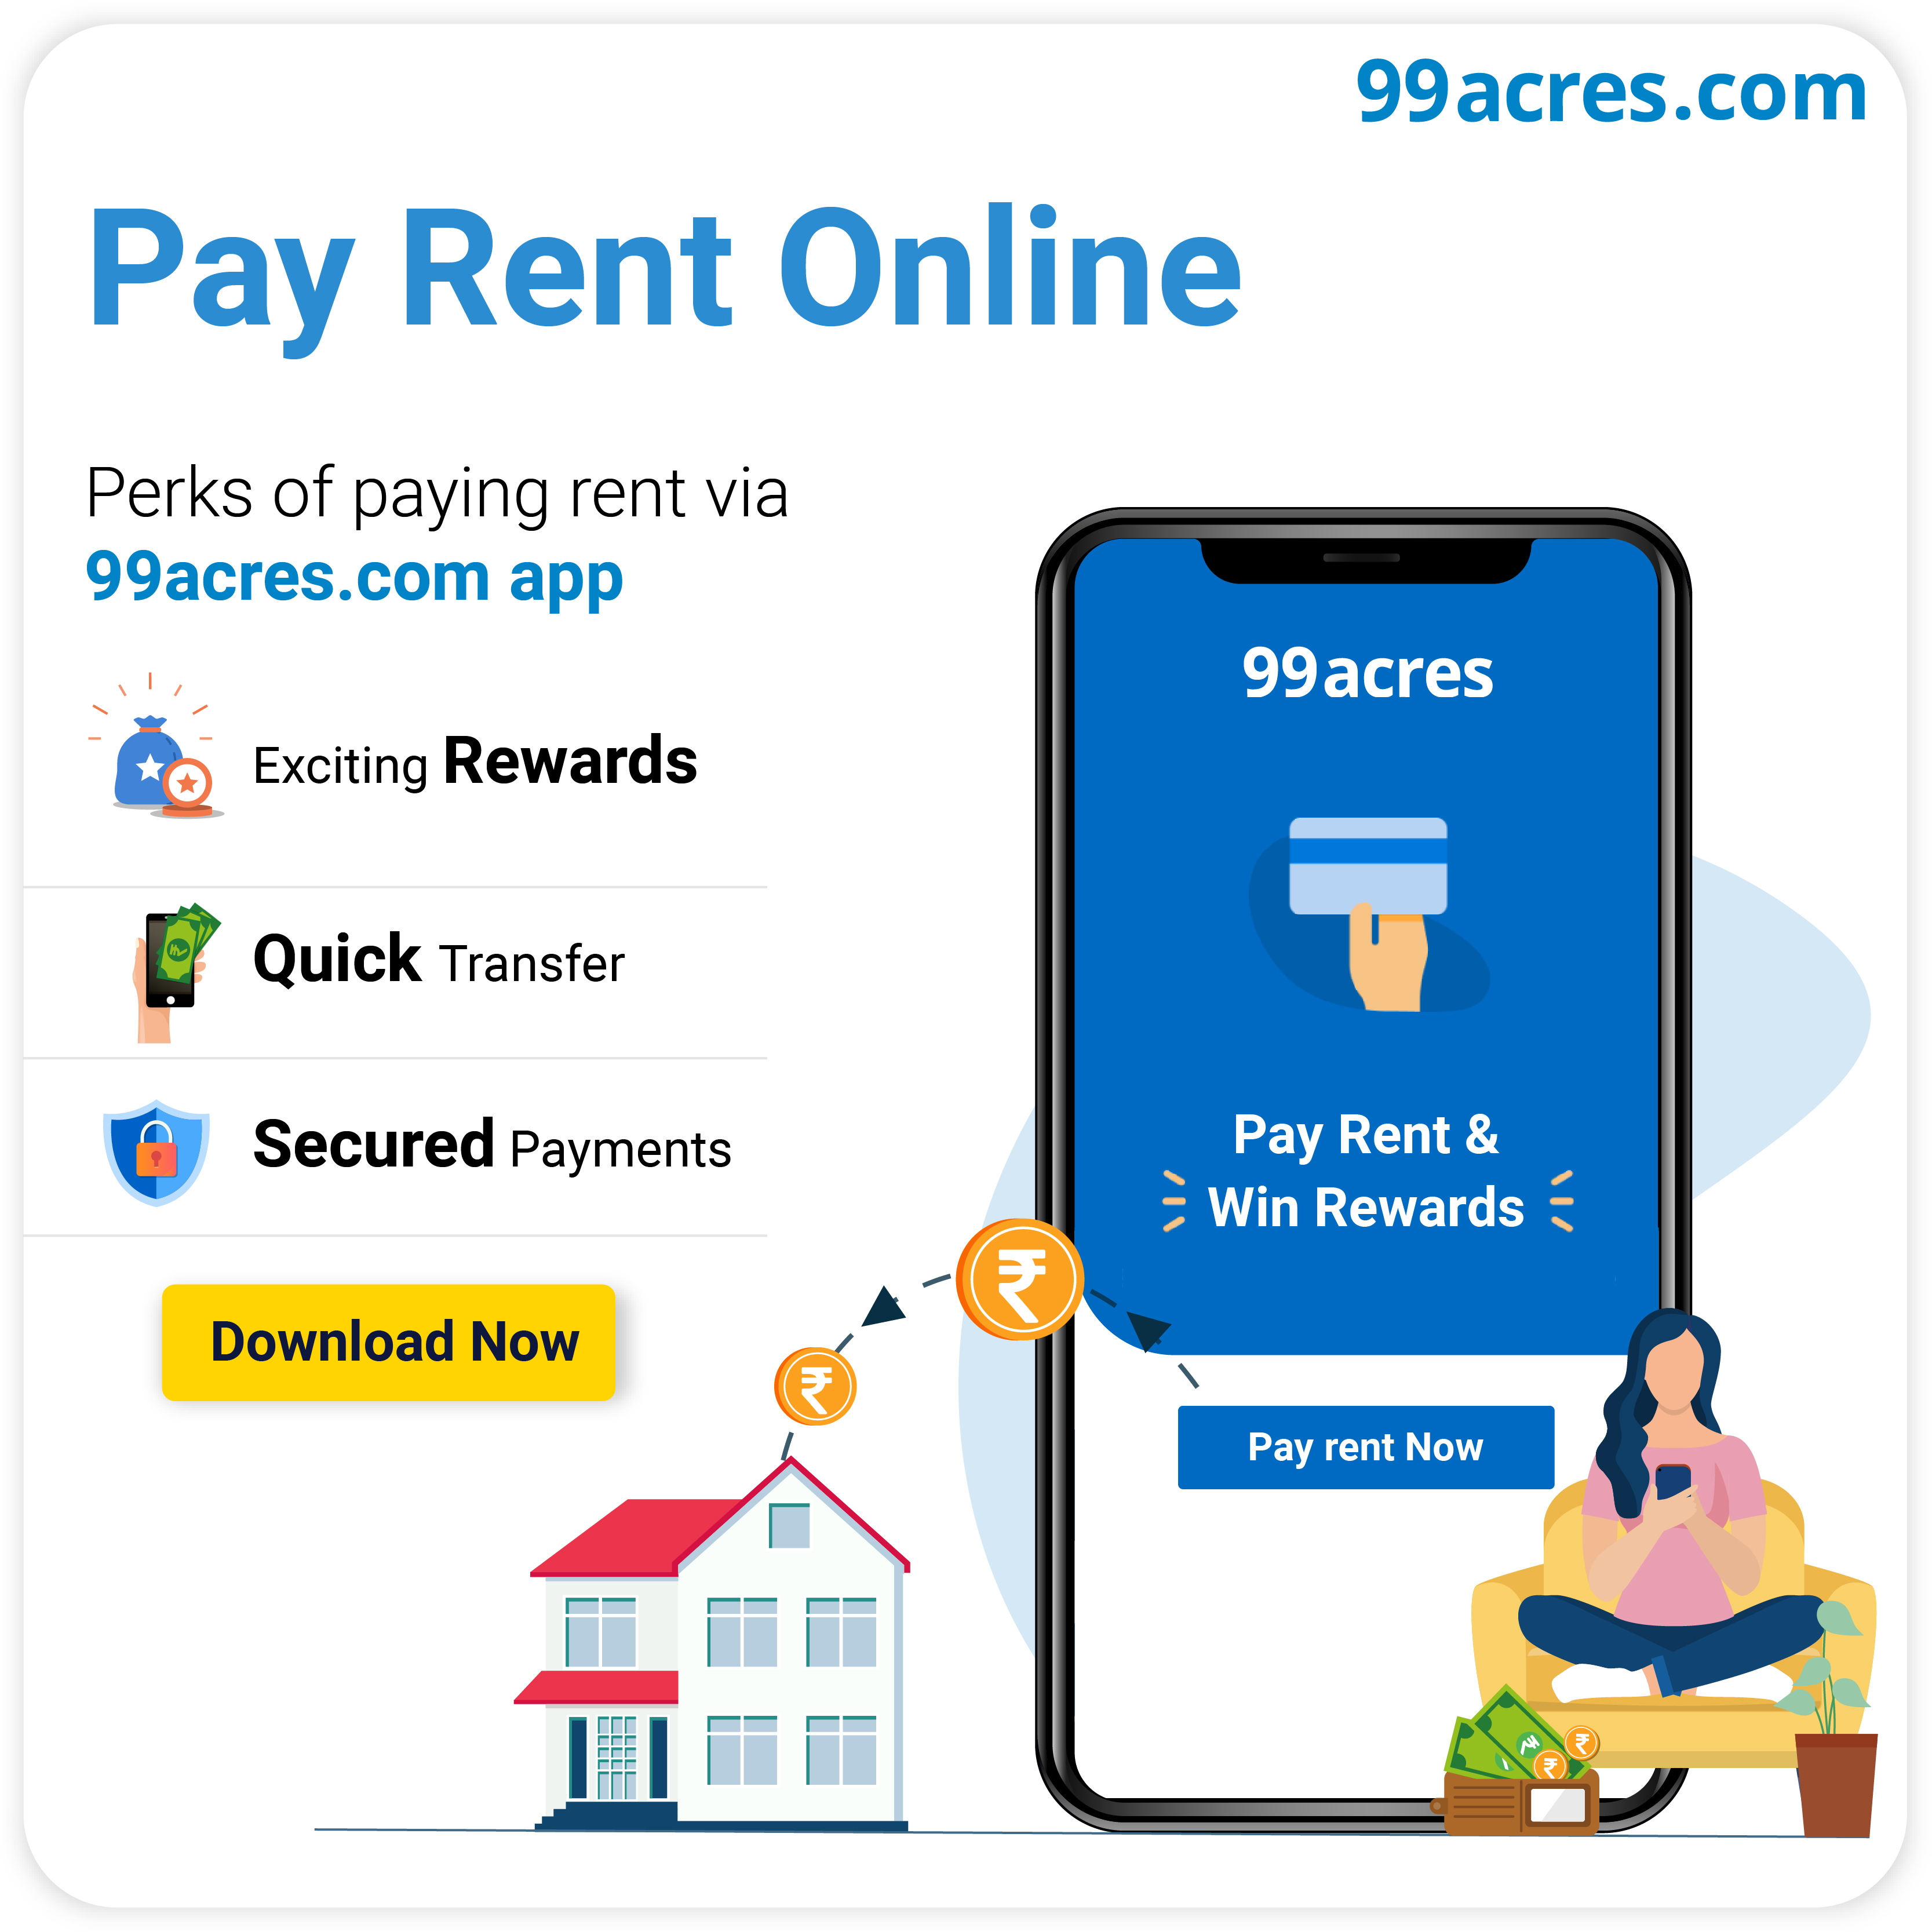 99acres.com
Pay Rent Online
Perks of paying rent via
99acres.com app
Exciting Rewards
Quick Transfer
Secured Payments
Download Now
99acres
Pay Rent &
Win Rewards
₹
₹
Pay rent Now
₹
₹
₹